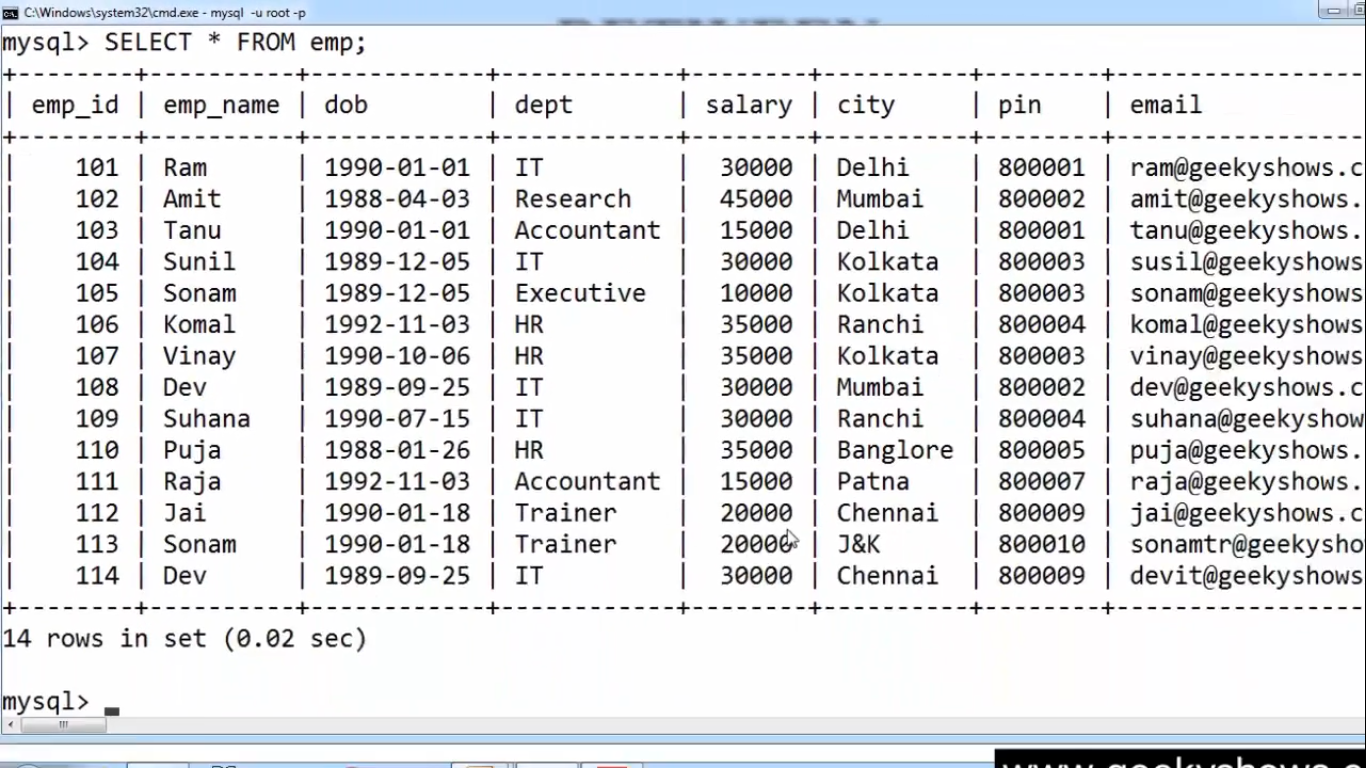 C:\Windows\system32\cmd.exe - mysql -u root -p
mysql> SELECT * FROM emp;
+--------+----------+------------+------------+--------+----------+--------+-----------------
| emp_id | emp_name | dob | dept | salary | city | pin | email
+--------+----------+------------+------------+--------+----------+--------+-----------------
| 101 | Ram | 1990-01-01 | IT | 30000 | Delhi | 800001 | ram@geekyshows.c
| 102 | Amit | 1988-04-03 | Research | 45000 | Mumbai | 800002 | amit@geekyshows.
| 103 | Tanu | 1990-01-01 | Accountant | 15000 | Delhi | 800001 | tanu@geekyshows.
| 104 | Sunil | 1989-12-05 | IT | 30000 | Kolkata | 800003 | susil@geekyshows
| 105 | Sonam | 1989-12-05 | Executive | 10000 | Kolkata | 800003 | sonam@geekyshows
| 106 | Komal | 1992-11-03 | HR | 35000 | Ranchi | 800004 | komal@geekyshows
| 107 | Vinay | 1990-10-06 | HR | 35000 | Kolkata | 800003 | vinay@geekyshows
| 108 | Dev | 1989-09-25 | IT | 30000 | Mumbai | 800002 | dev@geekyshows.c
| 109 | Suhana | 1990-07-15 | IT | 30000 | Ranchi | 800004 | suhana@geekyshow
| 110 | Puja | 1988-01-26 | HR | 35000 | Banglore | 800005 | puja@geekyshows.
| 111 | Raja | 1992-11-03 | Accountant | 15000 | Patna | 800007 | raja@geekyshows.
| 112 | Jai | 1990-01-18 | Trainer | 20000 | Chennai | 800009 | jai@geekyshows.c
| 113 | Sonam | 1990-01-18 | Trainer | 20000 | J&K | 800010 | sonamtr@geekysho
| 114 | Dev | 1989-09-25 | IT | 30000 | Chennai | 800009 | devit@geekyshows
+--------+----------+------------+------------+--------+----------+--------+-----------------
14 rows in set (0.02 sec)
mysql>
www.geekyshows.c